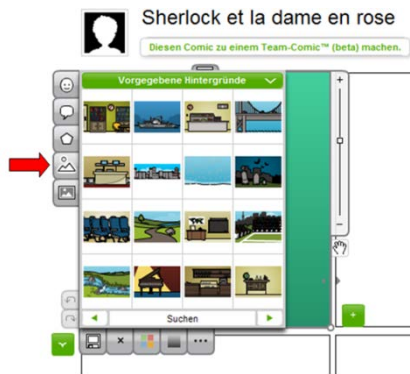 Sherlock et la dame en rose
Diesen Comic zu einem Team-Comic™ (beta) machen.
Vorgegebene Hintergründe
Suchen